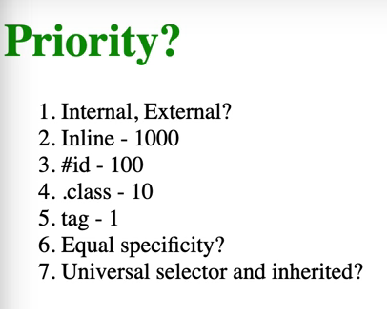 Priority?
1. Internal, External?
2. Inline - 1000
3. #id - 100
4. .class - 10
5. tag - 1
6. Equal specificity?
7. Universal selector and inherited?